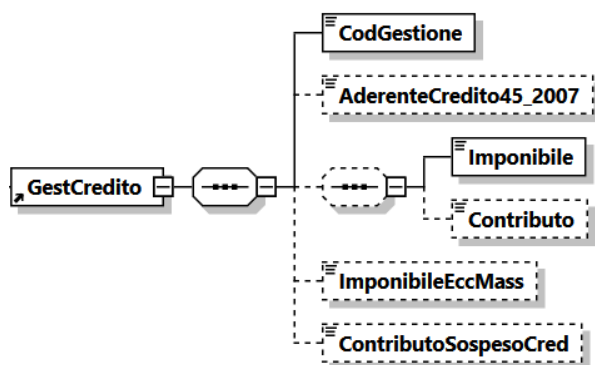 CodGestione
AderenteCredito45_2007
Imponibile
GestCredito
Contributo
ImponibileEccMass
ContributoSospesoCred